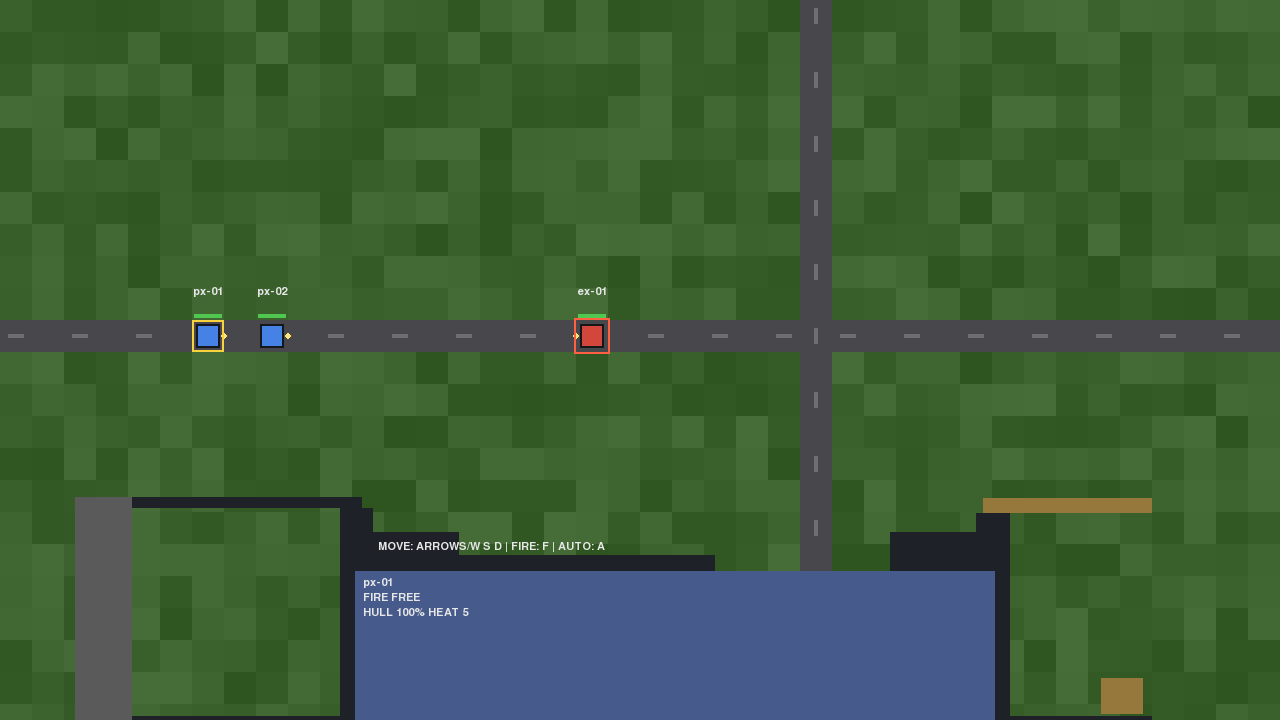 px-01
px-02
ex-01
MOVE: ARROWS/W S D | FIRE: F | AUTO: A
px-01
FIRE FREE
HULL 100% HEAT 5